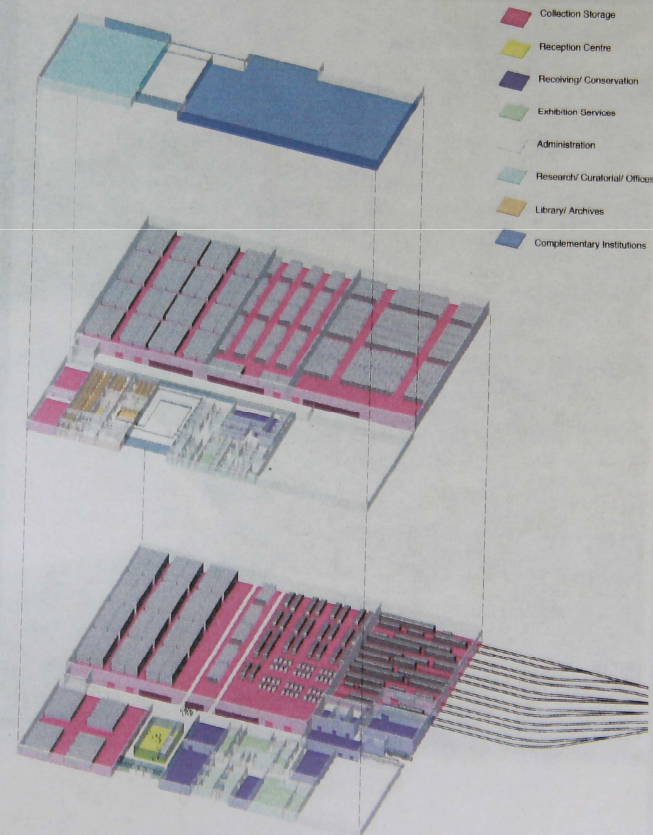 Collection Storage
Reception Centre
Receiving/ Conservation
Exhibition Services
Administration
Research/ Curatorial/ Offices
Library/ Archives
Complementary Institutions